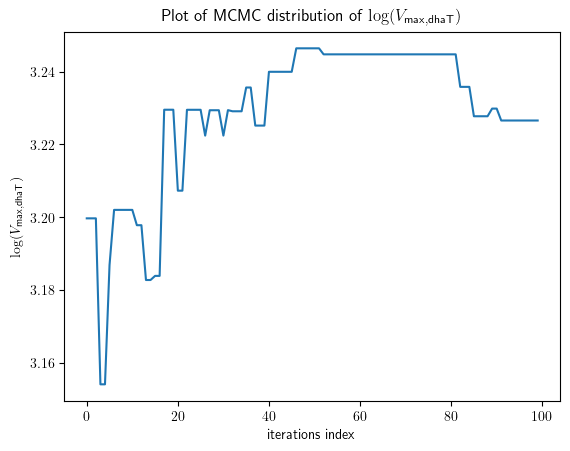 Plot of MCMC distribution of log(V_max,dhaT)
log(V_max,dhaT)
3.24
3.22
3.20
3.18
3.16
0 20 40 60 80 100
iterations index